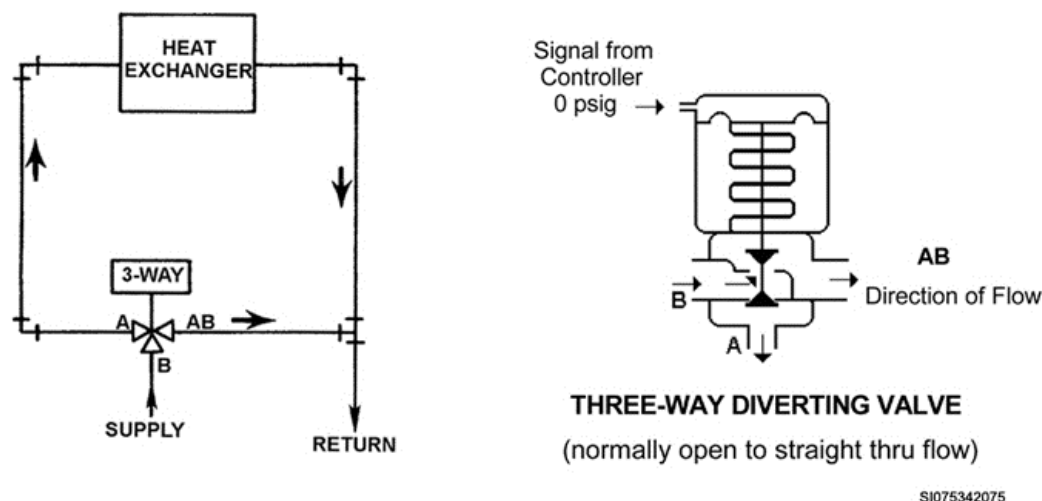 HEAT
EXCHANGER
3-WAY
A
AB
B
SUPPLY
RETURN
Signal from
Controller
0 psig
AB
B
Direction of Flow
A
THREE-WAY DIVERTING VALVE
(normally open to straight thru flow)
SI075342075